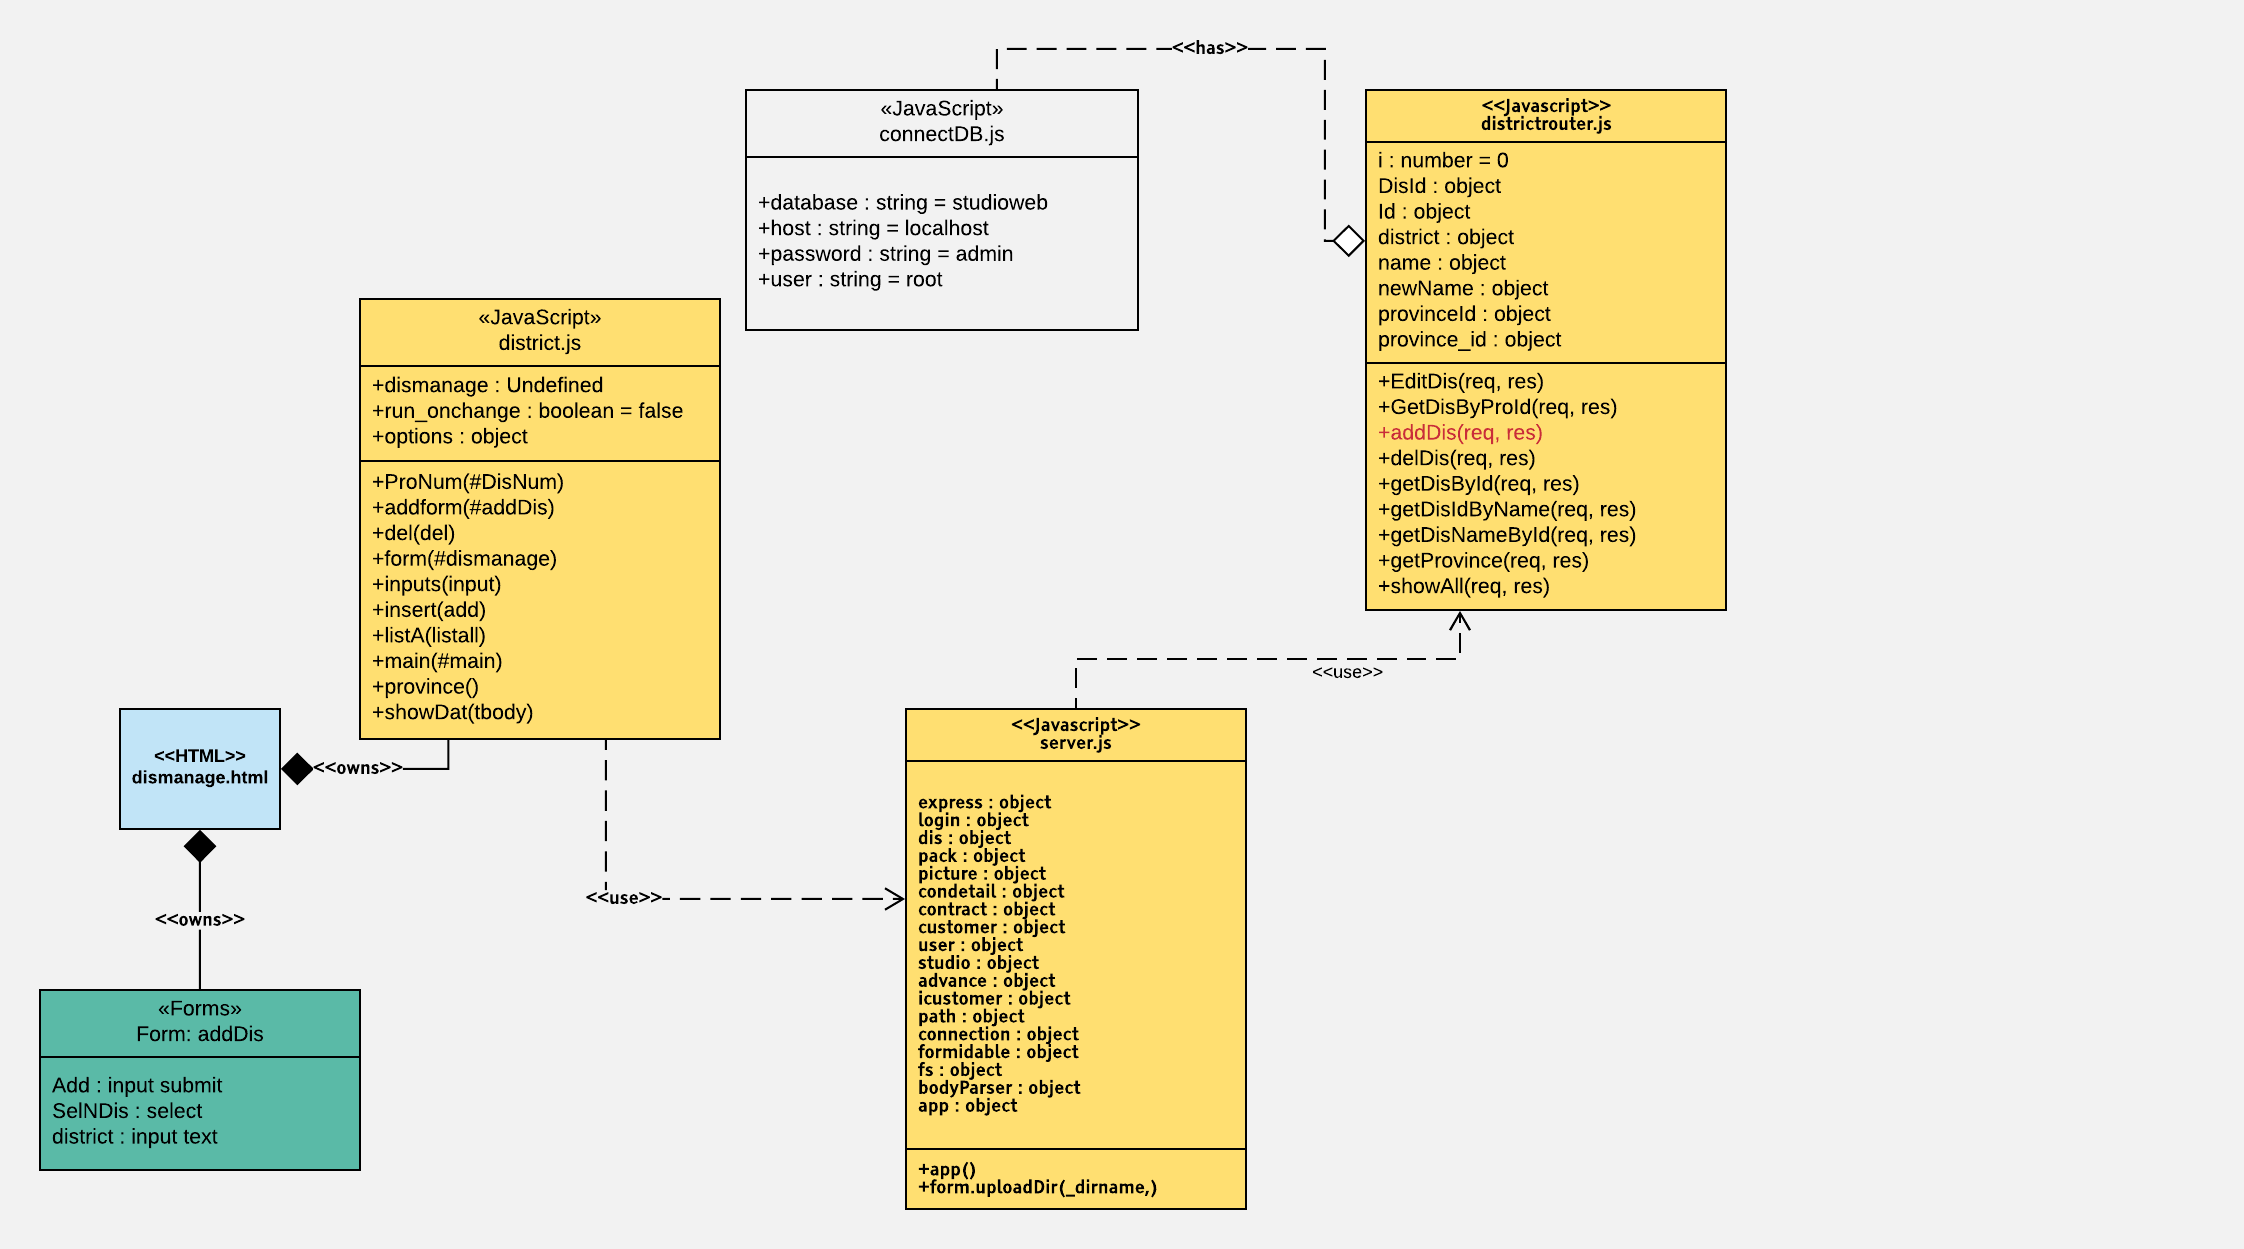 <<has>>
«JavaScript»
connectDB.js
+database : string = studioweb
+host : string = localhost
+password : string = admin
+user : string = root
<<Javascript>>
districtrouter.js
i : number = 0
DisId : object
Id : object
district : object
name : object
newName : object
provinceId : object
province_id : object
+EditDis(req, res)
+GetDisByProId(req, res)
+addDis(req, res)
+delDis(req, res)
+getDisById(req, res)
+getDisIdByName(req, res)
+getDisNameById(req, res)
+getProvince(req, res)
+showAll(req, res)
«JavaScript»
district.js
+dismanage : Undefined
+run_onchange : boolean = false
+options : object
+ProNum(#DisNum)
+addform(#addDis)
+del(del)
+form(#dismanage)
+inputs(input)
+insert(add)
+listA(listall)
+main(#main)
+province()
+showDat(tbody)
<<use>>
<<HTML>>
dismanage.html
<<owns>>
<<use>>
<<owns>>
<<Javascript>>
server.js
express : object
login : object
dis : object
pack : object
picture : object
condetail : object
contract : object
customer : object
user : object
studio : object
advance : object
icustomer : object
path : object
connection : object
formidable : object
fs : object
bodyParser : object
app : object
+app()
+form.uploadDir(_dirname,)
«Forms»
Form: addDis
Add : input submit
SelNDis : select
district : input text